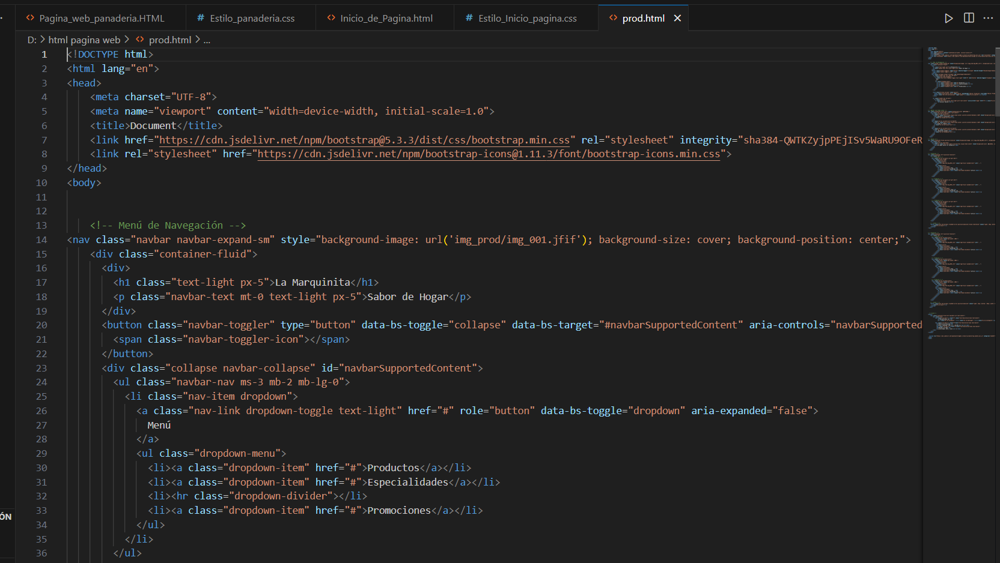 Pagina_web_panaderia.HTML
Estilo_panaderia.css
Inicio_de_Pagina.html
Estilo_Inicio_pagina.css
prod.html
D: > html pagina web > prod.html > ...
1 <!DOCTYPE html>
2 <html lang="en">
3 <head>
4 <meta charset="UTF-8">
5 <meta name="viewport" content="width=device-width, initial-scale=1.0">
6 <title>Document</title>
7 <link href="https://cdn.jsdelivr.net/npm/bootstrap@5.3.3/dist/css/bootstrap.min.css" rel="stylesheet" integrity="sha384-QWTKZyjpPEjISv5WaRU9OFeR
8 <link rel="stylesheet" href="https://cdn.jsdelivr.net/npm/bootstrap-icons@1.11.3/font/bootstrap-icons.min.css">
9 </head>
10 <body>
11
12
13 <!-- Menú de Navegación -->
14 <nav class="navbar navbar-expand-sm" style="background-image: url('img_prod/img_001.jfif'); background-size: cover; background-position: center;">
15 <div class="container-fluid">
16 <div>
17 <h1 class="text-light px-5">La Marquinita</h1>
18 <p class="navbar-text mt-0 text-light px-5">Sabor de Hogar</p>
19 </div>
20 <button class="navbar-toggler" type="button" data-bs-toggle="collapse" data-bs-target="#navbarSupportedContent" aria-controls="navbarSupported
21 <span class="navbar-toggler-icon"></span>
22 </button>
23 <div class="collapse navbar-collapse" id="navbarSupportedContent">
24 <ul class="navbar-nav ms-3 mb-2 mb-lg-0">
25 <li class="nav-item dropdown">
26 <a class="nav-link dropdown-toggle text-light" href="#" role="button" data-bs-toggle="dropdown" aria-expanded="false">
27 Menú
28 </a>
29 <ul class="dropdown-menu">
30 <li><a class="dropdown-item" href="#">Productos</a></li>
31 <li><a class="dropdown-item" href="#">Especialidades</a></li>
32 <li><hr class="dropdown-divider"></li>
33 <li><a class="dropdown-item" href="#">Promociones</a></li>
34 </ul>
35 </li>
36 </ul>
ÓN